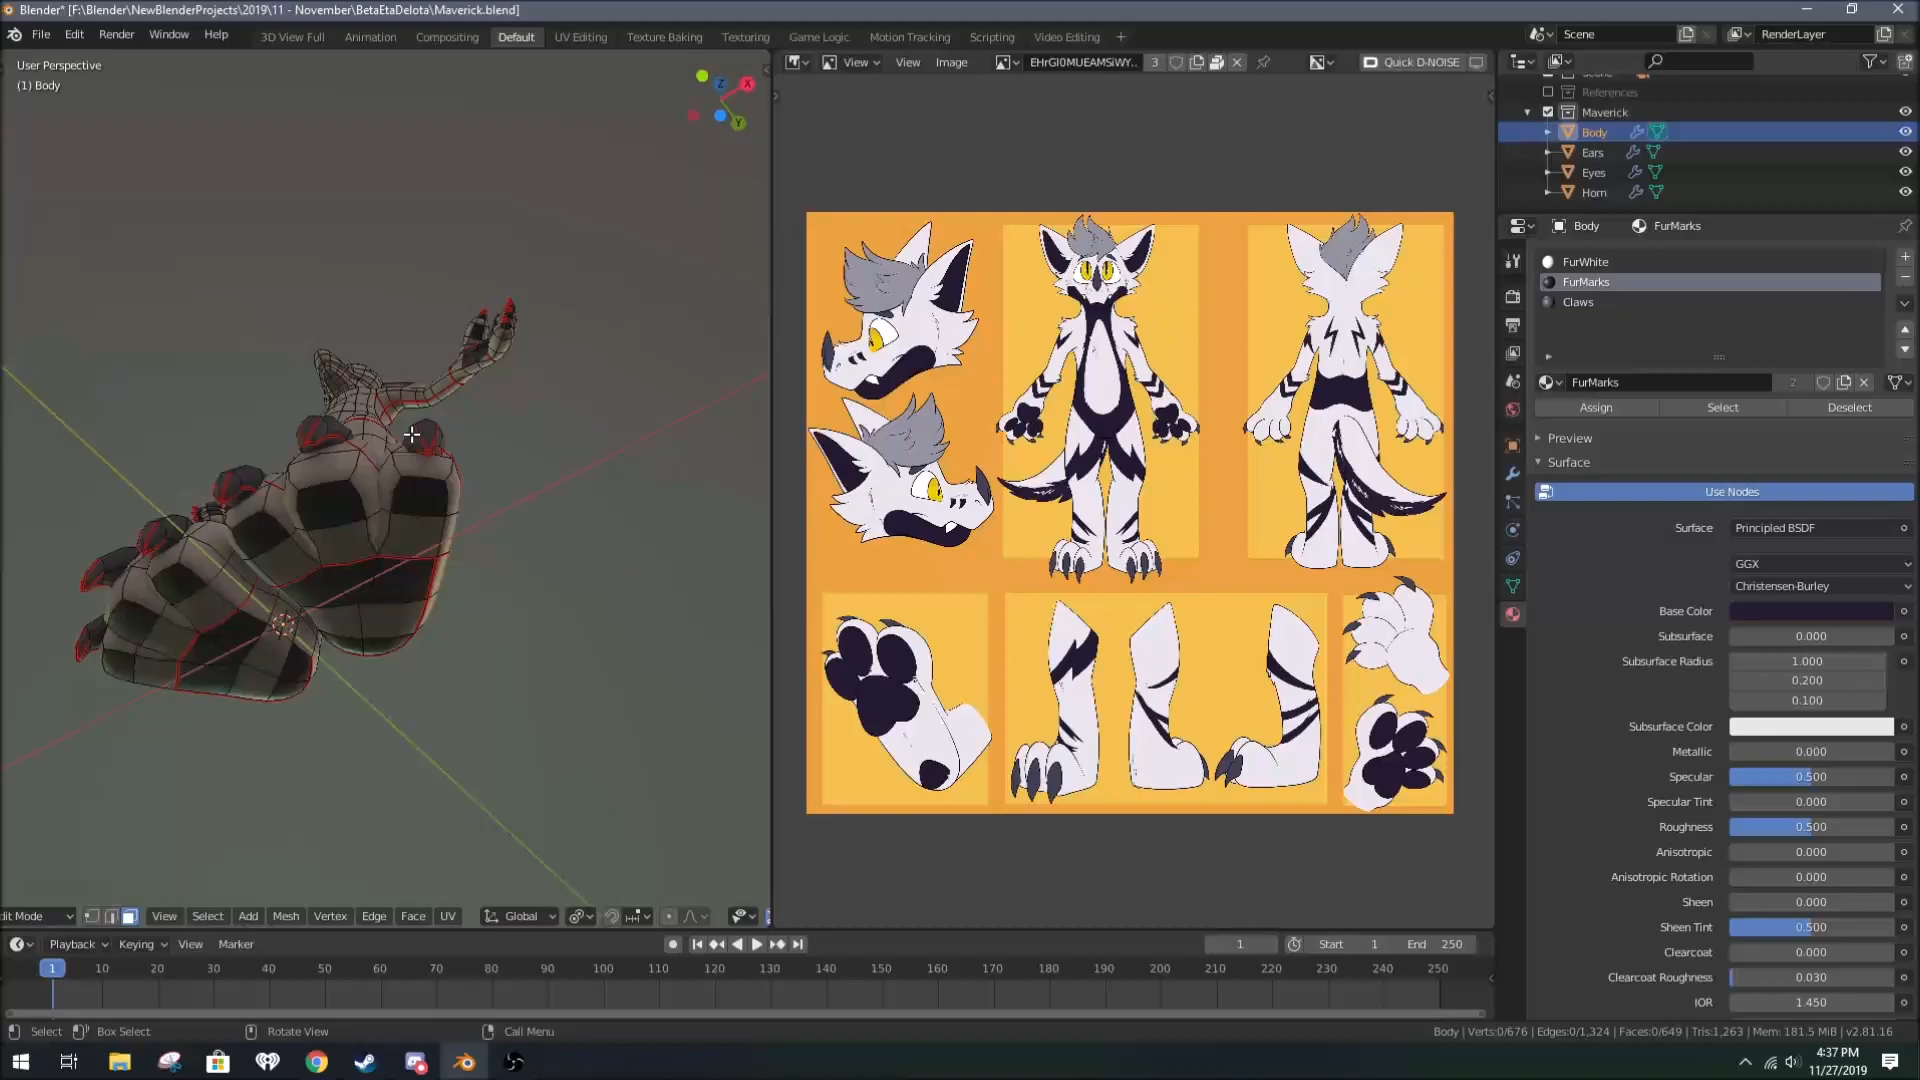 Blender* [F:\Blender\NewBlenderProjects\2019\11 - November\BetaEtaDelota\Maverick.blend]
File Edit Render Window Help 3D View Full Animation Compositing Default UV Editing Texture Baking Texturing Game Logic Motion Tracking Scripting Video Editing + Scene RenderLayer
User Perspective
(1) Body
X
Y
Z
View View Image EHrGI0MUEAMSiWY.. 3 Quick D-NOISE
References
Maverick
Body
Ears
Eyes
Horn
Body FurMarks
FurWhite
FurMarks
Claws
FurMarks 2
Assign Select Deselect
Preview
Surface
Use Nodes
Surface Principled BSDF
GGX
Christensen-Burley
Base Color
Subsurface 0.000
Subsurface Radius 1.000
0.200
0.100
Subsurface Color
Metallic 0.000
Specular 0.500
Specular Tint 0.000
Roughness 0.500
Anisotropic 0.000
Anisotropic Rotation 0.000
Sheen 0.000
Sheen Tint 0.500
Clearcoat 0.000
Clearcoat Roughness 0.030
IOR 1.450
dit Mode View Select Add Mesh Vertex Edge Face UV Global
Playback Keying View Marker 1 Start 1 End 250
1 10 20 30 40 50 60 70 80 90 100 110 120 130 140 150 160 170 180 190 200 210 220 230 240 250
Select Box Select Rotate View Call Menu Body | Verts:0/676 | Edges:0/1,324 | Faces:0/649 | Tris:1,263 | Mem: 181.5 MiB | v2.81.16
4:37 PM
11/27/2019